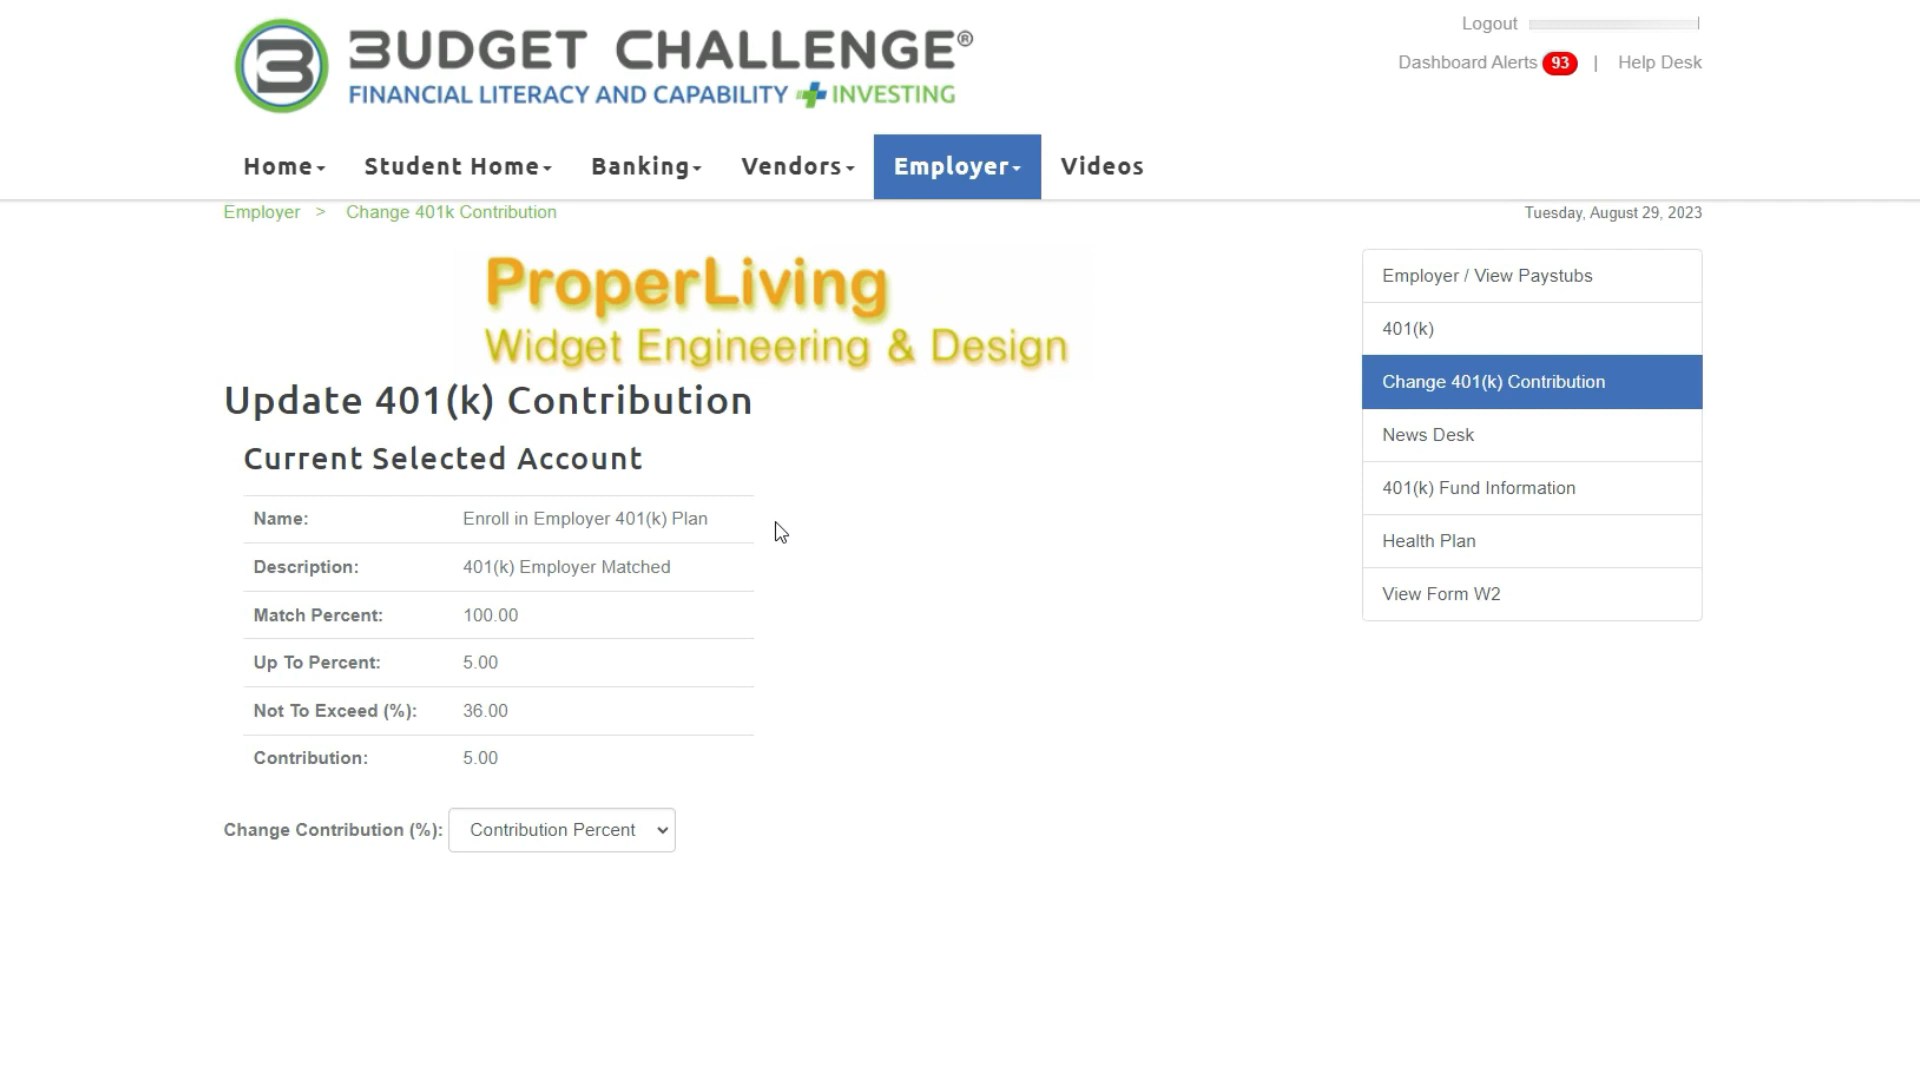 BUDGET CHALLENGE®
FINANCIAL LITERACY AND CAPABILITY + INVESTING
Logout
Dashboard Alerts 93 | Help Desk
Home Student Home Banking Vendors Employer Videos
Employer > Change 401k Contribution
Tuesday, August 29, 2023
ProperLiving
Widget Engineering & Design
Update 401(k) Contribution
Current Selected Account
Name: Enroll in Employer 401(k) Plan
Description: 401(k) Employer Matched
Match Percent: 100.00
Up To Percent: 5.00
Not To Exceed (%): 36.00
Contribution: 5.00
Change Contribution (%): Contribution Percent
Employer / View Paystubs
401(k)
Change 401(k) Contribution
News Desk
401(k) Fund Information
Health Plan
View Form W2